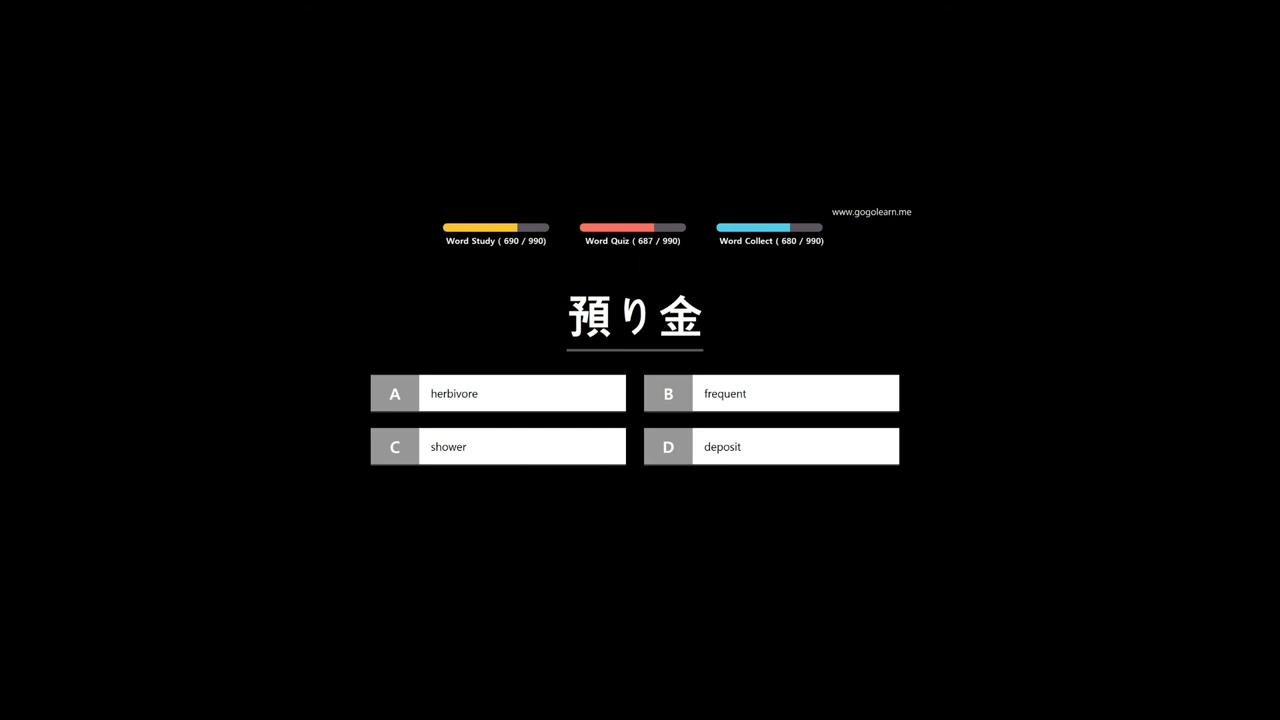 www.gogolearn.me
Word Study ( 690 / 990)
Word Quiz ( 687 / 990)
Word Collect ( 680 / 990)
預り金
A herbivore
B frequent
C shower
D deposit